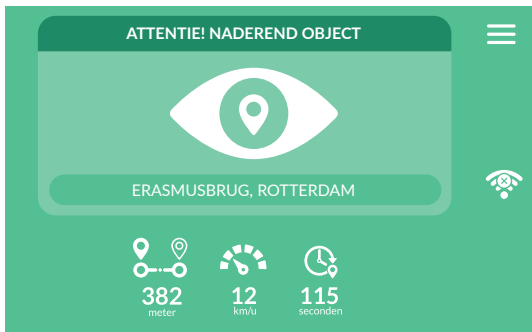 ATTENTIE! NADEREND OBJECT
ERASMUSBRUG, ROTTERDAM
382 12 115
meter km/u seconden